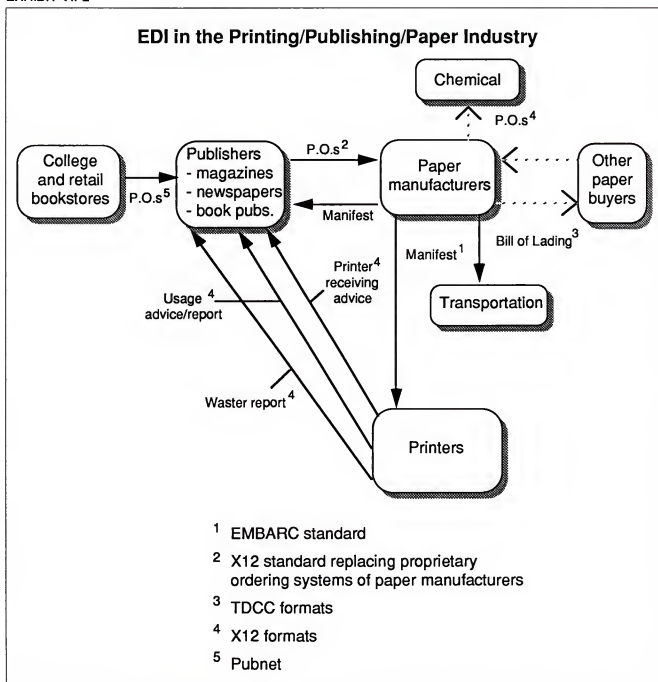 EDI in the Printing/Publishing/Paper Industry
Chemical
P.O.s4
College
and retail
bookstores
P.O.s5
Publishers
- magazines
- newspapers
- book pubs.
P.O.s2
Manifest
Paper
manufacturers
Other
paper
buyers
Bill of Lading3
Manifest1
Transportation
Printer4
receiving
advice
Usage 4
advice/report
Waster report4
Printers
1 EMBARC standard
2 X12 standard replacing proprietary
ordering systems of paper manufacturers
3 TDCC formats
4 X12 formats
5 Pubnet